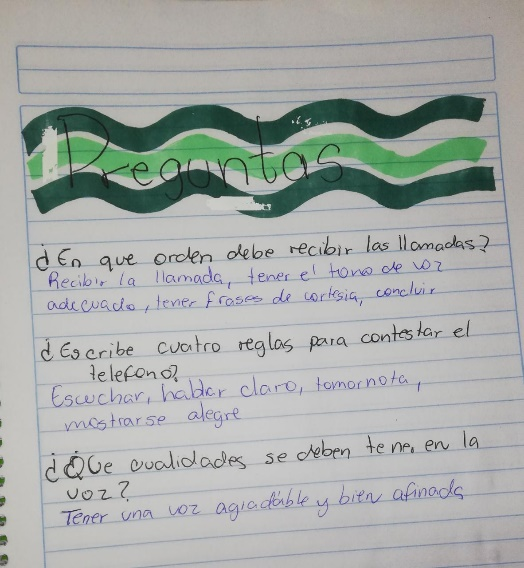 Preguntas
¿En que orden debe recibir las llamadas?
Recibir la llamada, tener el tono de voz
adecuado, tener frases de cortesia, concluir
¿Escribe cuatro reglas para contestar el
telefono?
Escuchar, hablar claro, tomar nota,
mostrarse alegre
¿Que cualidades se deben tener en la
voz?
Tener una voz agradable y bien afinada